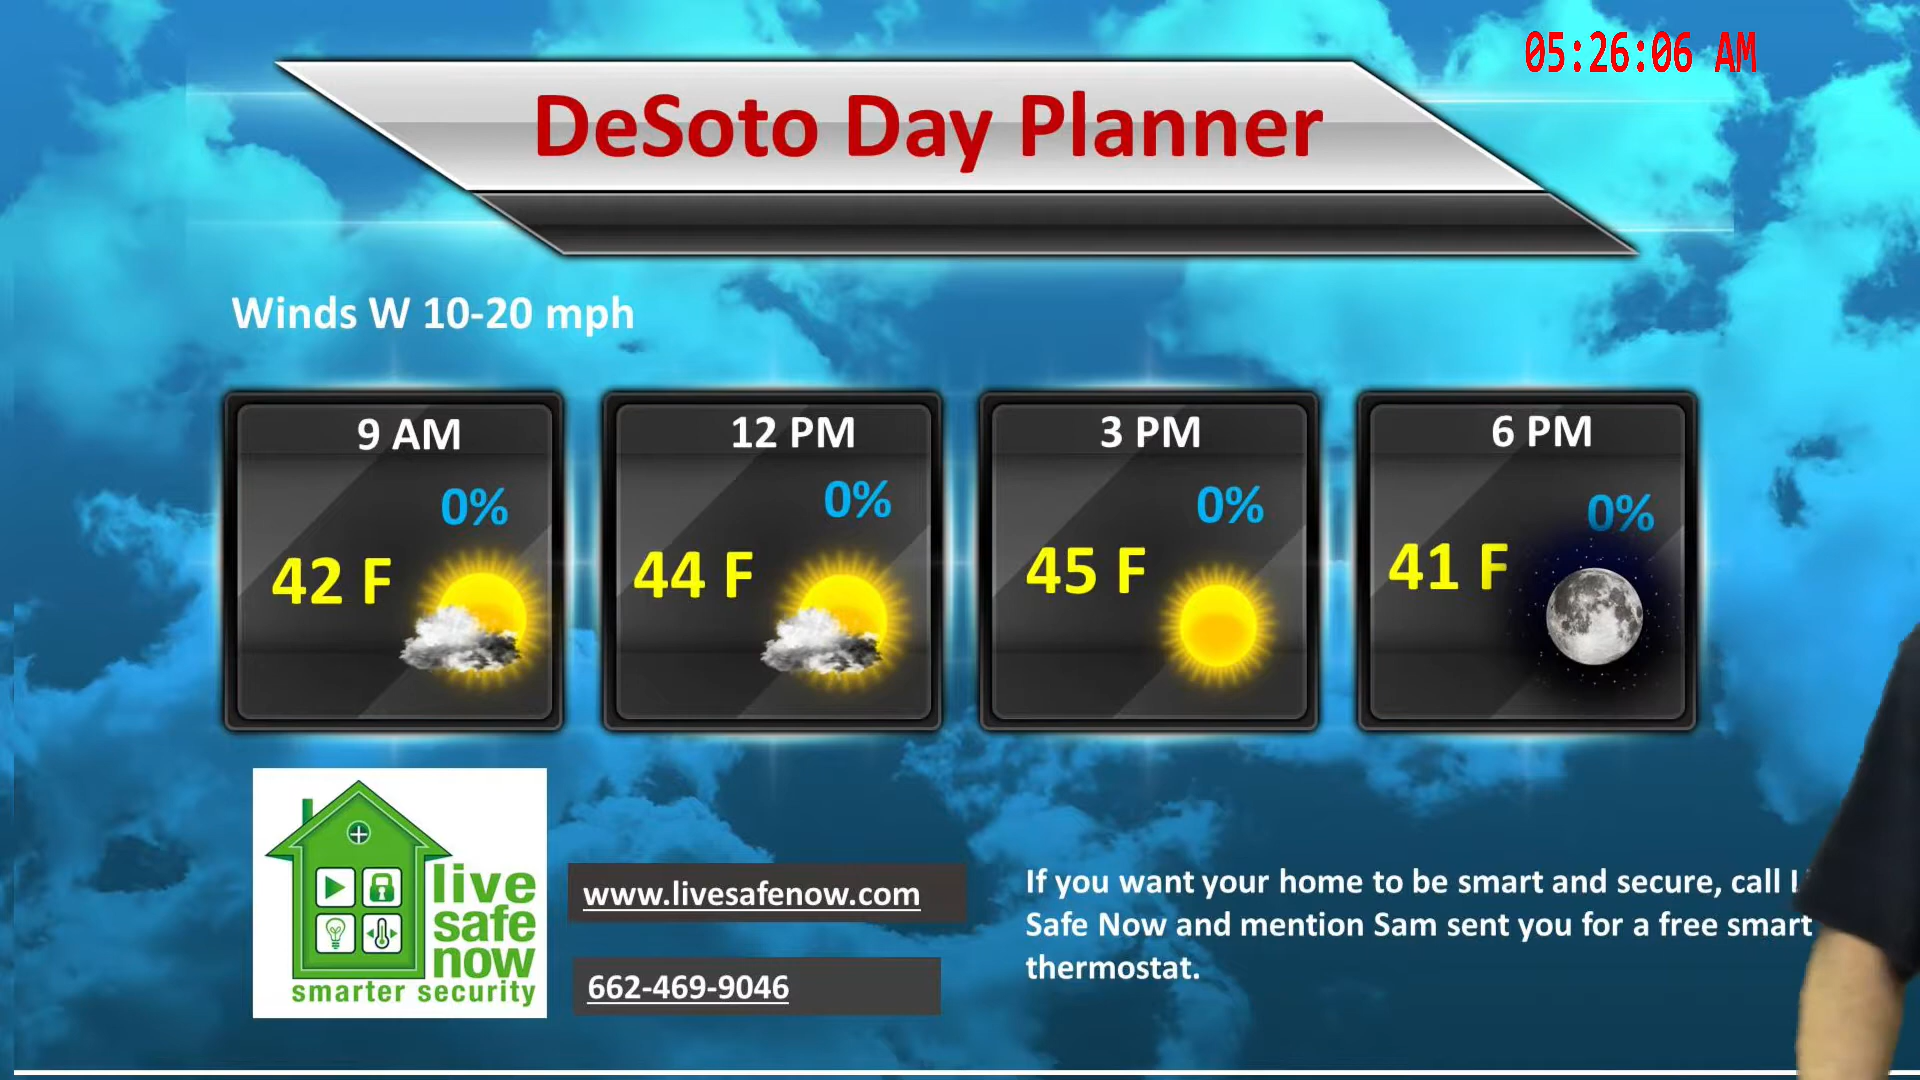 05:26:06 AM
DeSoto Day Planner
Winds W 10-20 mph
9 AM
0%
42 F
12 PM
0%
44 F
3 PM
0%
45 F
6 PM
0%
41 F
live
safe
now
smarter security
www.livesafenow.com
662-469-9046
If you want your home to be smart and secure, call
Safe Now and mention Sam sent you for a free smart
thermostat.